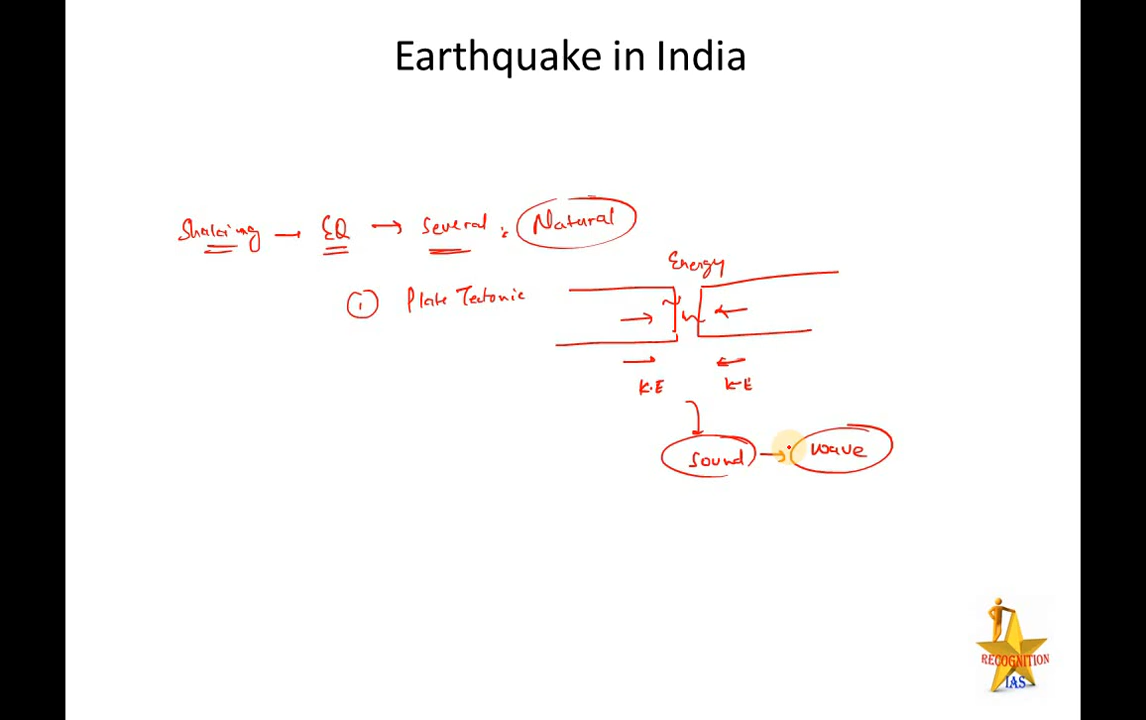 Earthquake in India
Shaking → EQ → Several : Natural
Energy
① Plate Tectonic
K.E K.E
Sound → wave
RECOGNITION
IAS